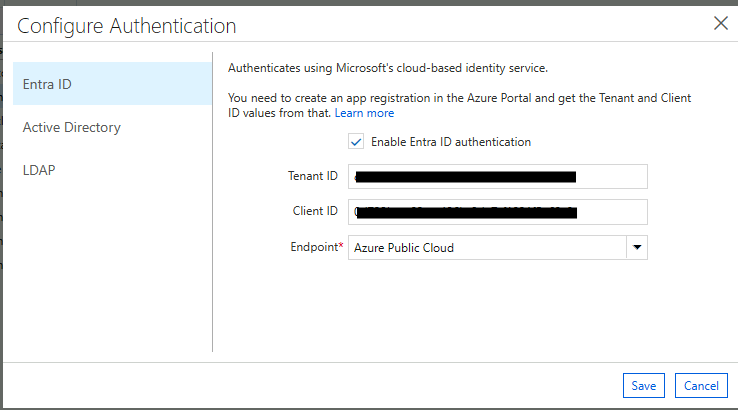 Configure Authentication
Entra ID
Active Directory
LDAP
Authenticates using Microsoft's cloud-based identity service.
You need to create an app registration in the Azure Portal and get the Tenant and Client
ID values from that. Learn more
Enable Entra ID authentication
Tenant ID
Client ID
Endpoint*
Azure Public Cloud
Save
Cancel